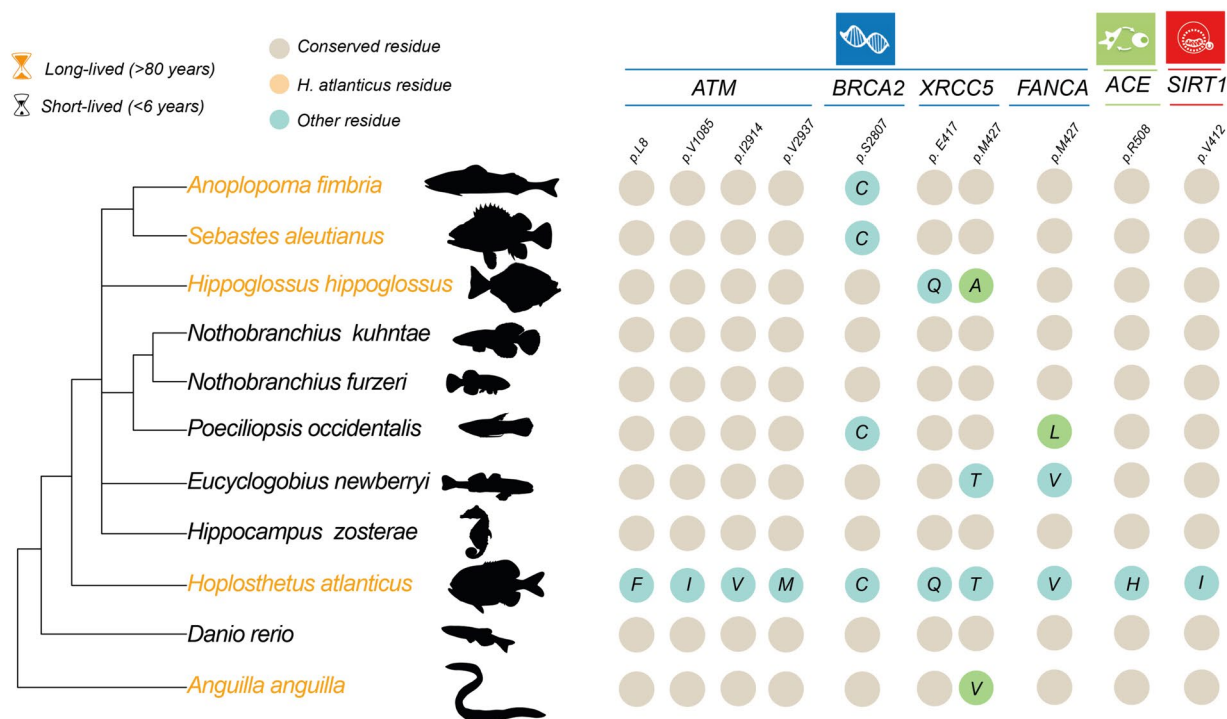 Long-lived (>80 years)
Short-lived (<6 years)
Conserved residue
H. atlanticus residue
Other residue
ATM BRCA2 XRCC5 FANCA ACE SIRT1
p.L8 p.V1085 p.I2914 p.V2937 p.S2807 p. E417 p.M427 p.M427 p.R508 p.V412
Anoplopoma fimbria C
Sebastes aleutianus C
Hippoglossus hippoglossus Q A
Nothobranchius kuhntae
Nothobranchius furzeri
Poeciliopsis occidentalis C L
Eucyclogobius newberryi T V
Hippocampus zosterae
Hoplosthetus atlanticus F I V M C Q T V H I
Danio rerio
Anguilla anguilla V